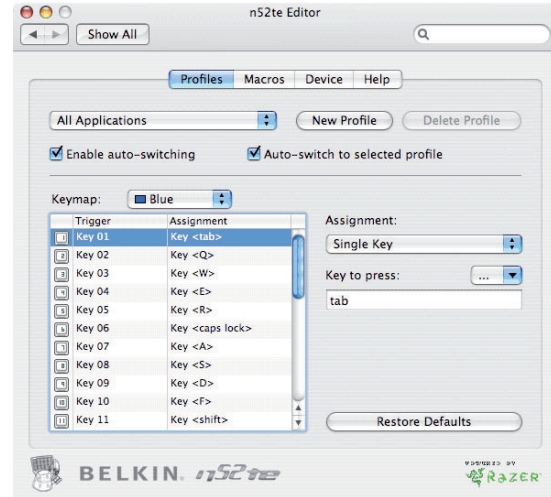 n52te Editor
Show All
Profiles Macros Device Help
All Applications New Profile Delete Profile
Enable auto-switching Auto-switch to selected profile
Keymap: Blue
Trigger Assignment
Key 01 Key <tab>
Key 02 Key <Q>
Key 03 Key <W>
Key 04 Key <E>
Key 05 Key <R>
Key 06 Key <caps lock>
Key 07 Key <A>
Key 08 Key <S>
Key 09 Key <D>
Key 10 Key <F>
Key 11 Key <shift>
Assignment:
Single Key
Key to press: ...
tab
Restore Defaults
BELKIN. n52te
POWERED BY
RAZER